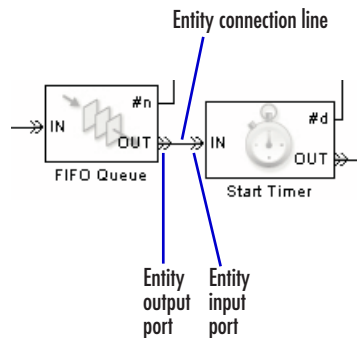 Entity connection line
#n
IN
OUT
FIFO Queue
#d
IN
OUT
Start Timer
Entity
output
port
Entity
input
port